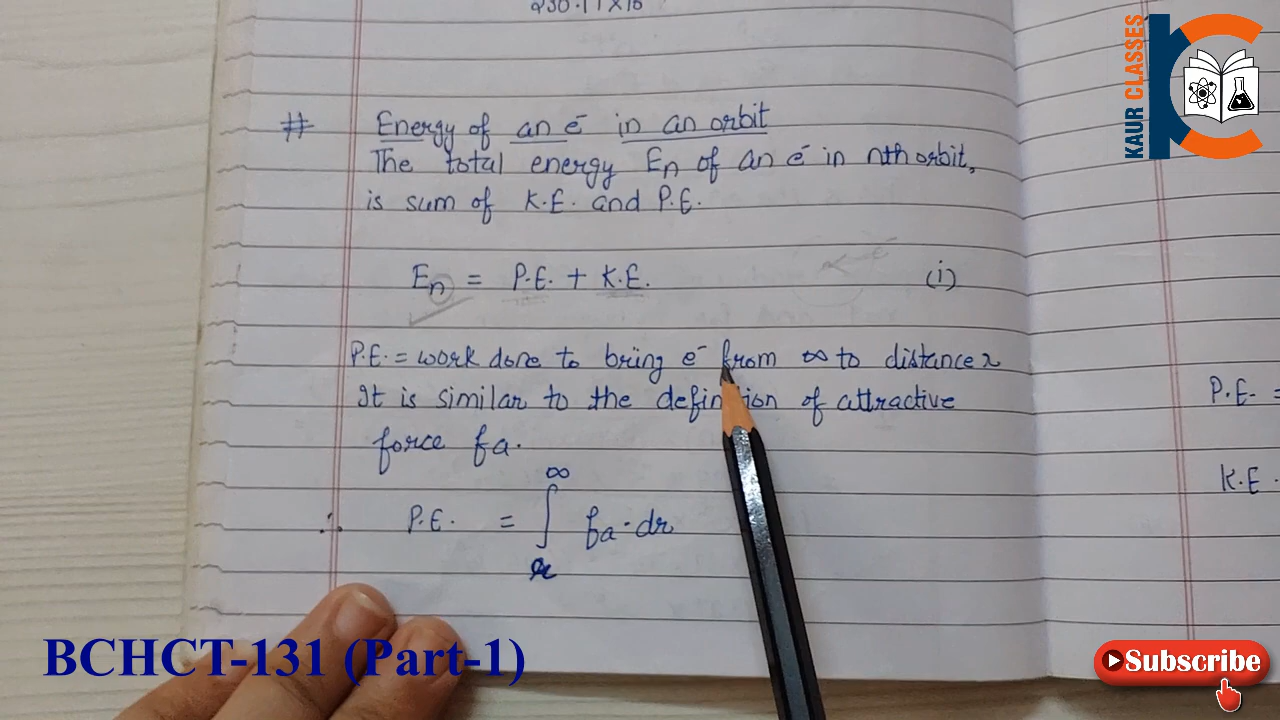 # Energy of an e⁻ in an orbit
The total energy En of an e⁻ in nth orbit,
is sum of K.E. and P.E.
En = P.E. + K.E. (i)
P.E. = work done to bring e⁻ from ∞ to distance r
It is similar to the definition of attractive
force fa.
∴ P.E. = ∫ᵣ^∞ fa · dr
P.E. =
K.E.
KAUR CLASSES
BCHCT-131 (Part-1)
Subscribe